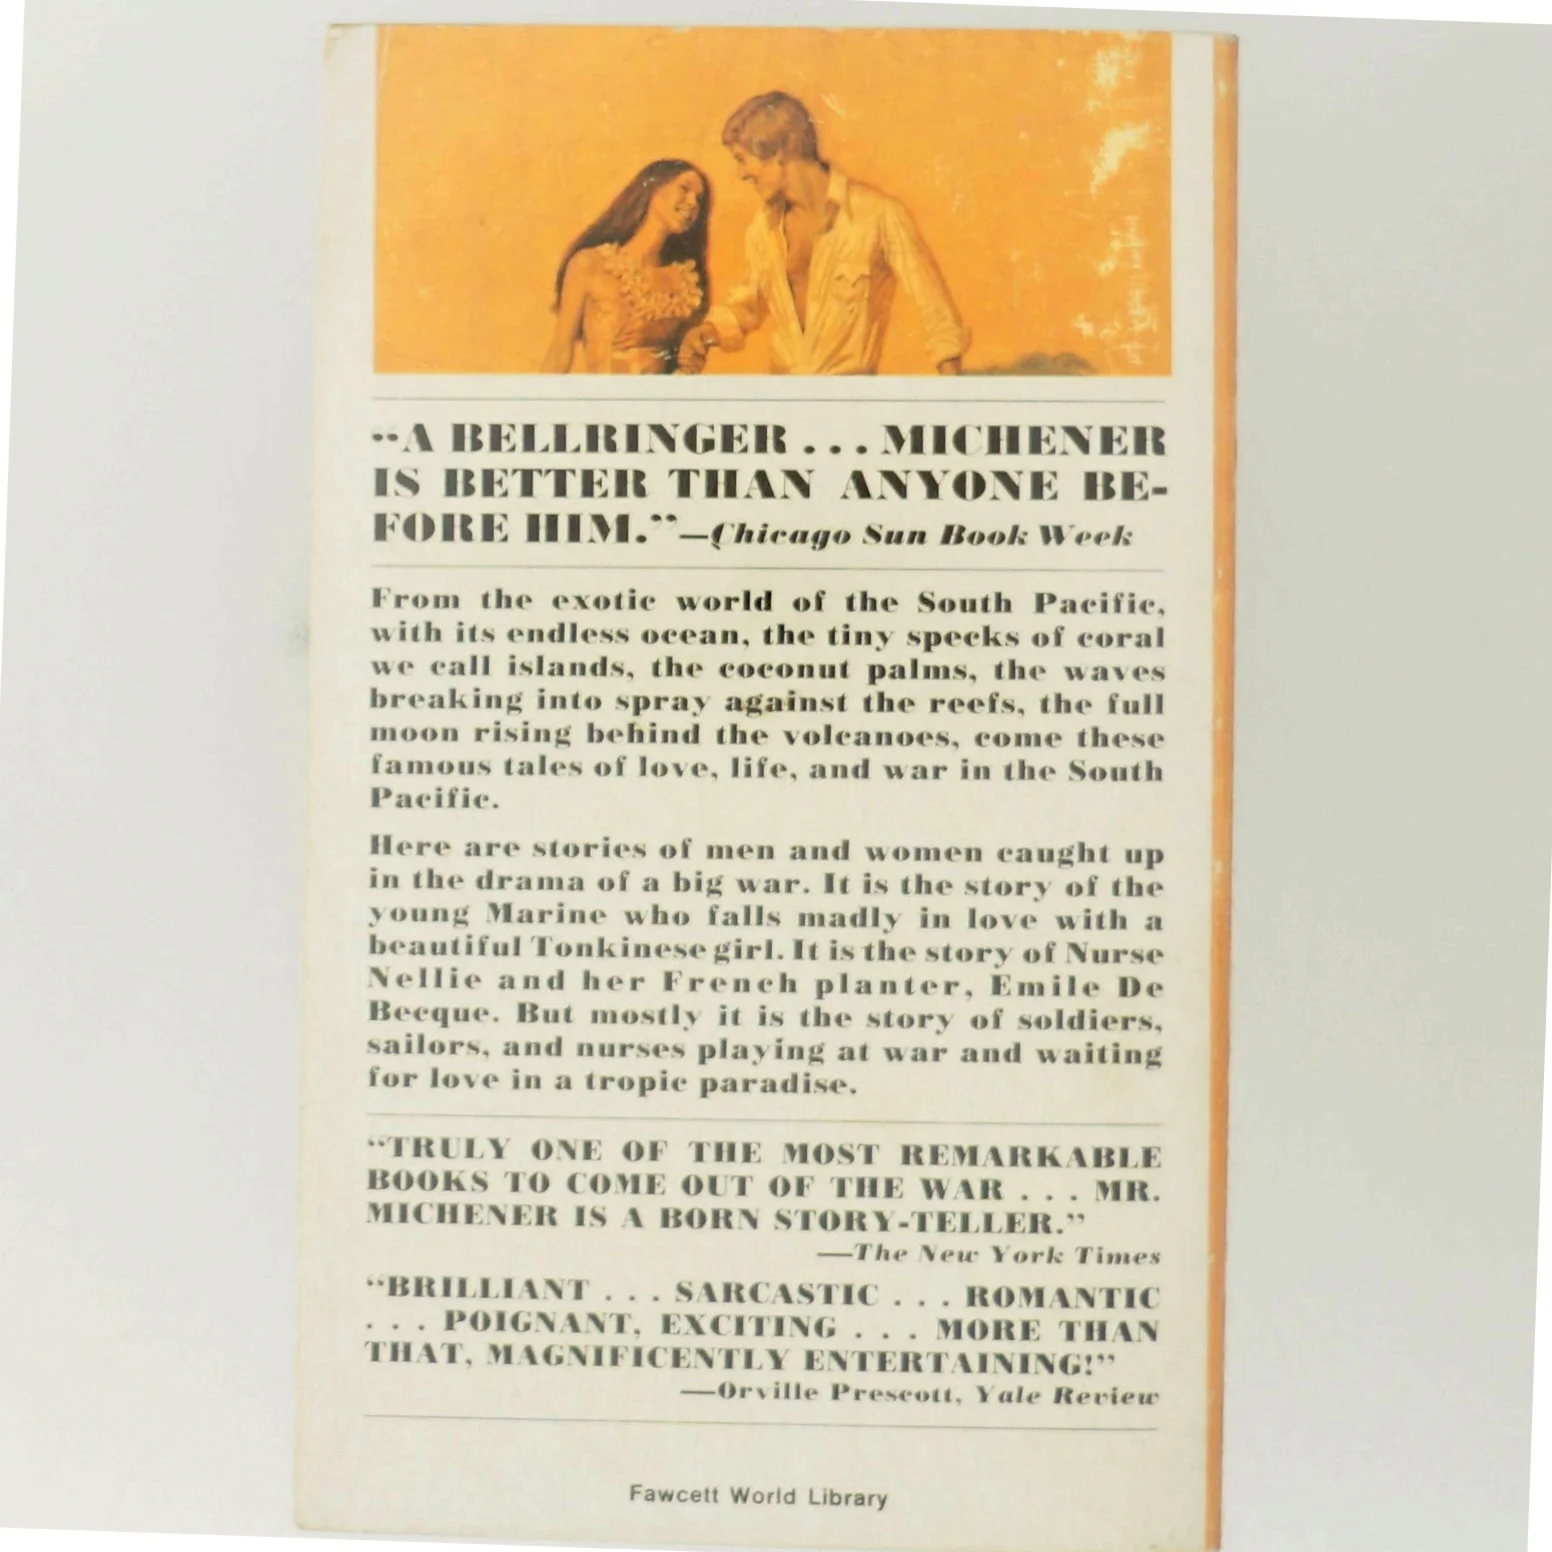 “A BELLRINGER . . . MICHENER
IS BETTER THAN ANYONE BE-
FORE HIM.”—Chicago Sun Book Week
From the exotic world of the South Pacific,
with its endless ocean, the tiny specks of coral
we call islands, the coconut palms, the waves
breaking into spray against the reefs, the full
moon rising behind the volcanoes, come these
famous tales of love, life, and war in the South
Pacific.
Here are stories of men and women caught up
in the drama of a big war. It is the story of the
young Marine who falls madly in love with a
beautiful Tonkinese girl. It is the story of Nurse
Nellie and her French planter, Emile De
Becque. But mostly it is the story of soldiers,
sailors, and nurses playing at war and waiting
for love in a tropic paradise.
“TRULY ONE OF THE MOST REMARKABLE
BOOKS TO COME OUT OF THE WAR . . . MR.
MICHENER IS A BORN STORY-TELLER.”
—The New York Times
“BRILLIANT . . . SARCASTIC . . . ROMANTIC
. . . POIGNANT, EXCITING . . . MORE THAN
THAT, MAGNIFICENTLY ENTERTAINING!”
—Orville Prescott, Yale Review
Fawcett World Library